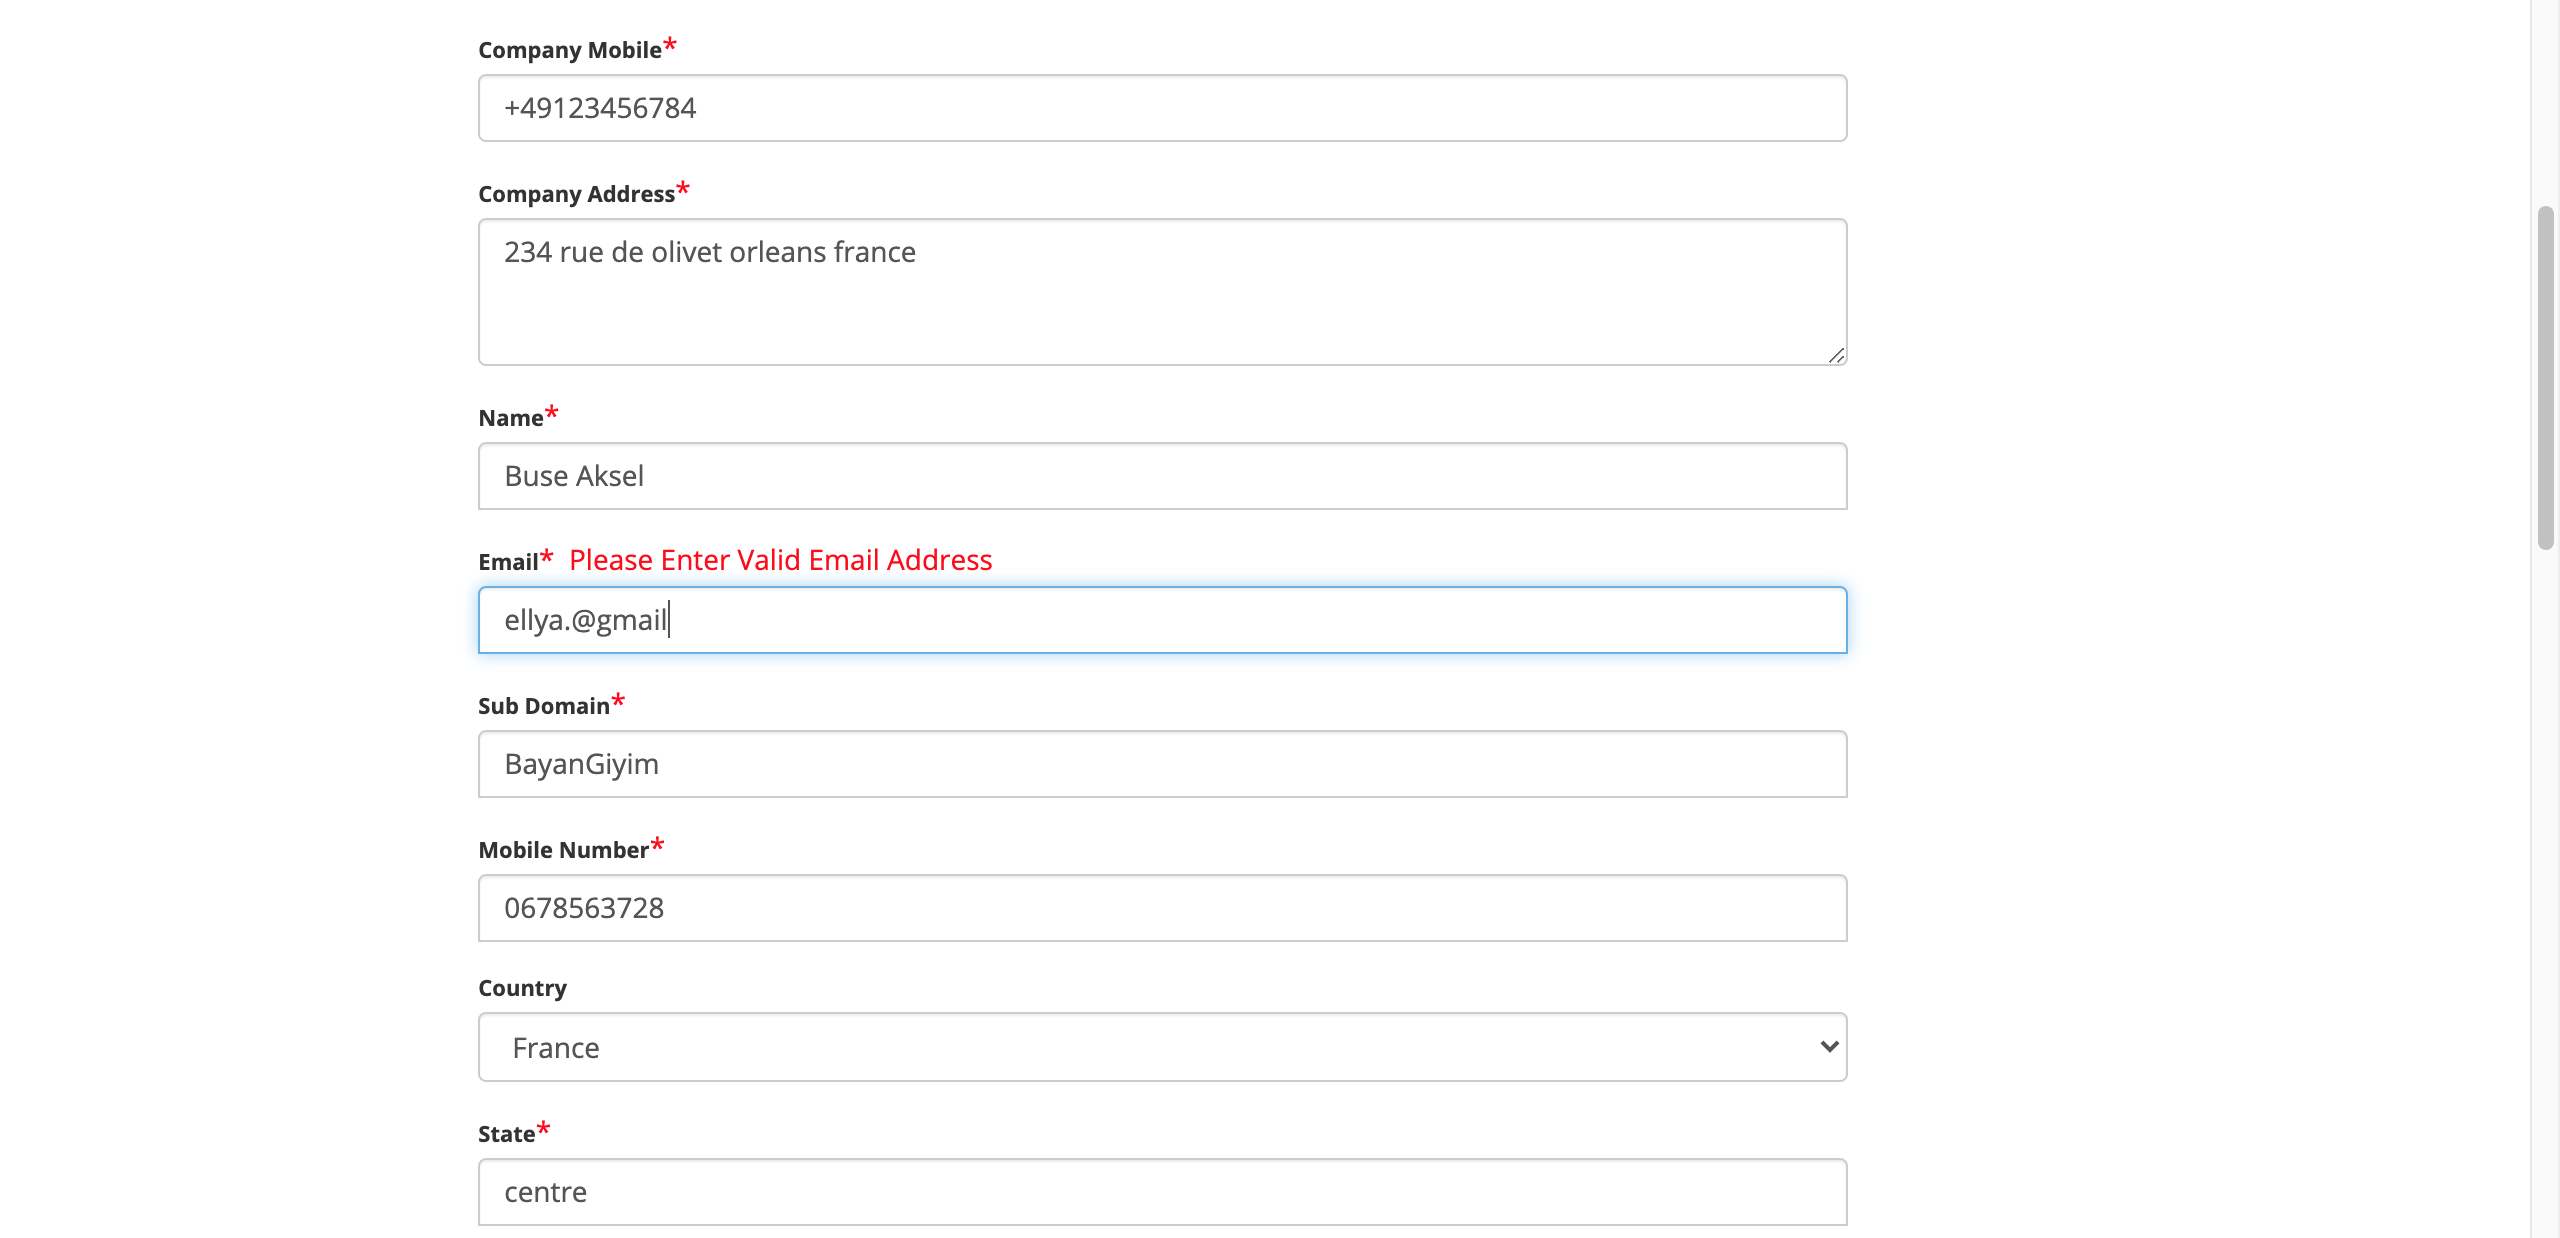 Company Mobile*
+49123456784
Company Address*
234 rue de olivet orleans france
Name*
Buse Aksel
Email* Please Enter Valid Email Address
ellya.@gmail
Sub Domain*
BayanGiyim
Mobile Number*
0678563728
Country
France
State*
centre